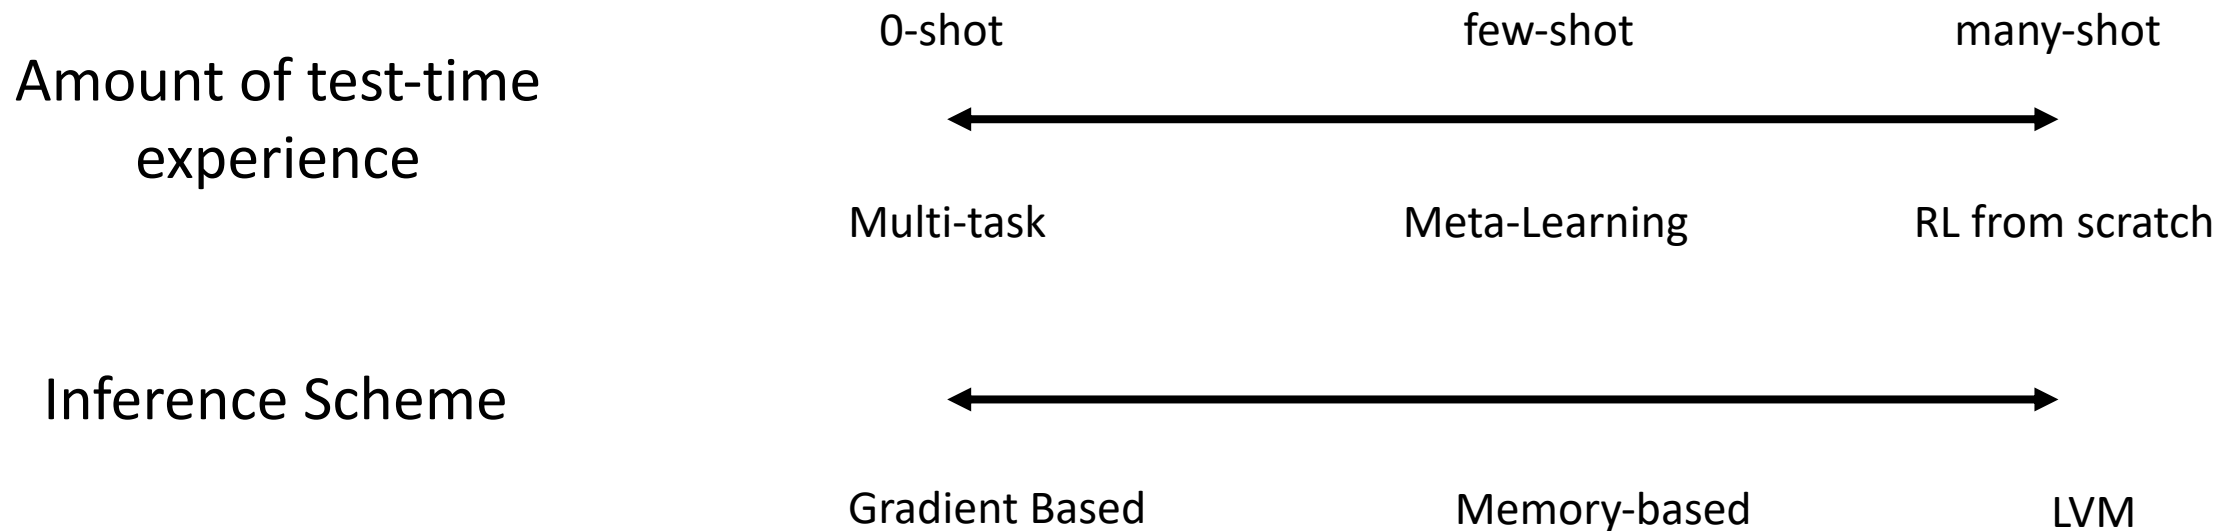 0-shot few-shot many-shot
Amount of test-time
experience
Multi-task Meta-Learning RL from scratch
Inference Scheme
Gradient Based Memory-based LVM